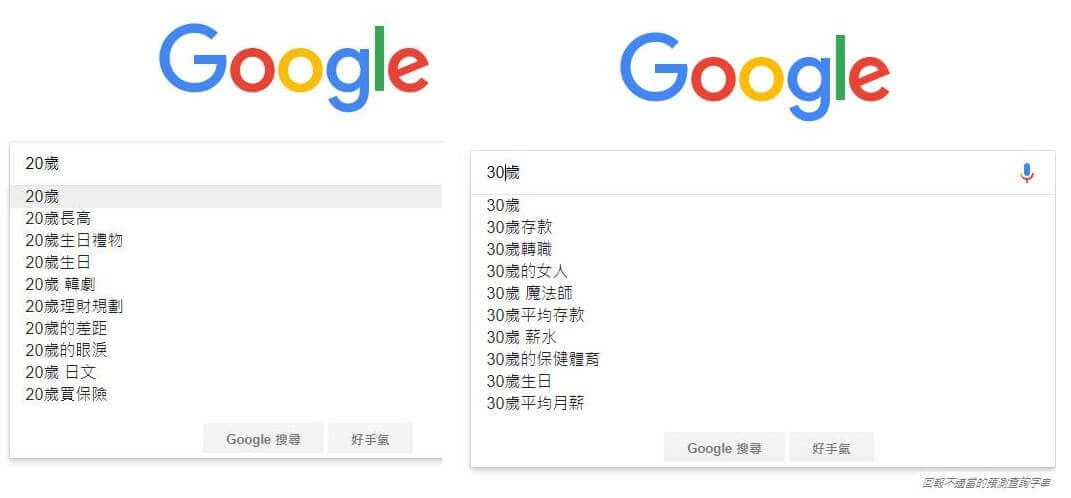 Google
20歲
20歲
20歲長高
20歲生日禮物
20歲生日
20歲 韓劇
20歲理財規劃
20歲的差距
20歲的眼淚
20歲 日文
20歲買保險
Google 搜尋
好手氣
Google
30歲
30歲
30歲存款
30歲轉職
30歲的女人
30歲 魔法師
30歲平均存款
30歲 薪水
30歲的保健體育
30歲生日
30歲平均月薪
Google 搜尋
好手氣
回報不適當的預測查詢字串